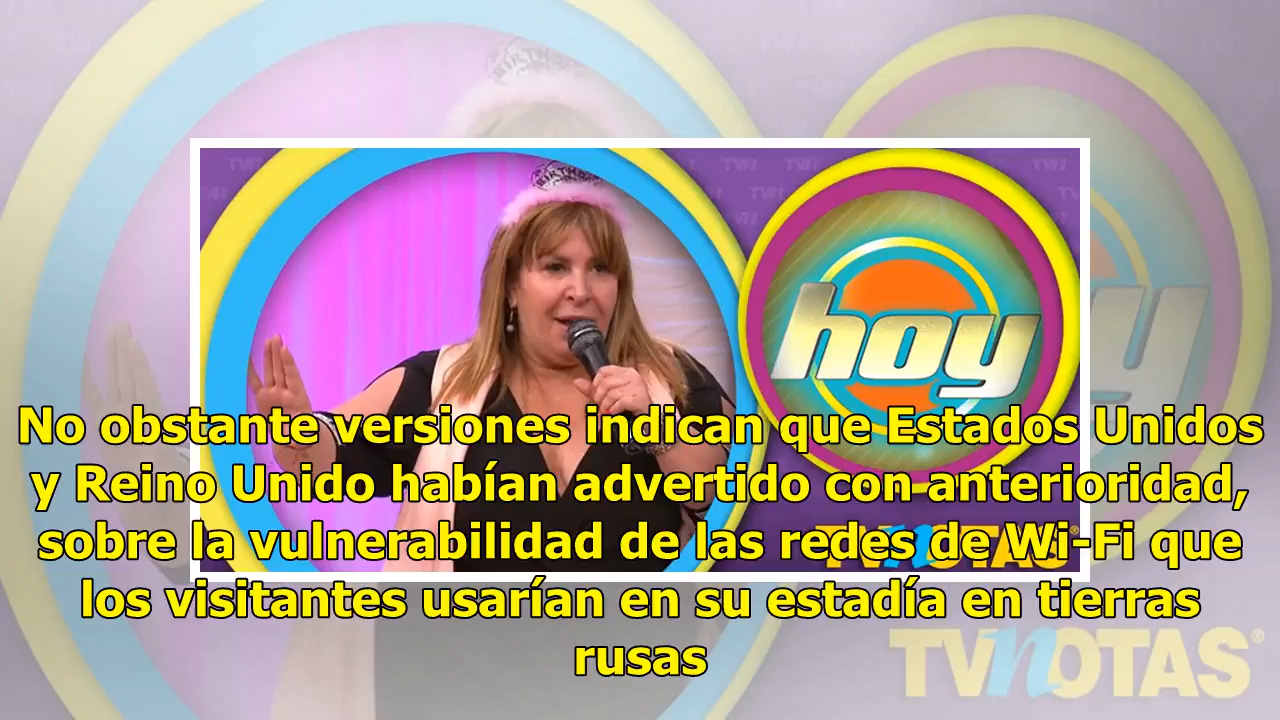 BIRTHDAY
hoy
No obstante versiones indican que Estados Unidos
y Reino Unido habían advertido con anterioridad,
sobre la vulnerabilidad de las redes de Wi-Fi que
los visitantes usarían en su estadía en tierras
rusas
TVNOTAS
TVnOTAS®